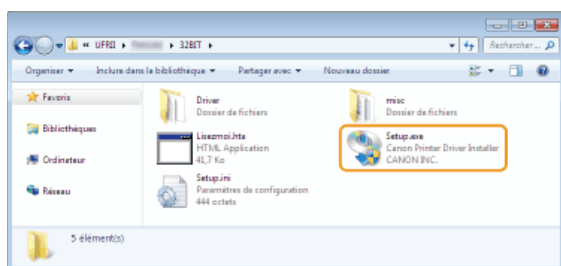 « UFRII ▸ ▸ 32BIT ▸
Rechercher ...
Organiser Inclure dans la bibliothèque Partager avec Nouveau dossier
Favoris
Bibliothèques
Ordinateur
Réseau
Driver
Dossier de fichiers
misc
Dossier de fichiers
Lisezmoi.hta
HTML Application
41,7 Ko
Setup.exe
Canon Printer Driver Installer
CANON INC.
Setup.ini
Paramètres de configuration
444 octets
5 élément(s)